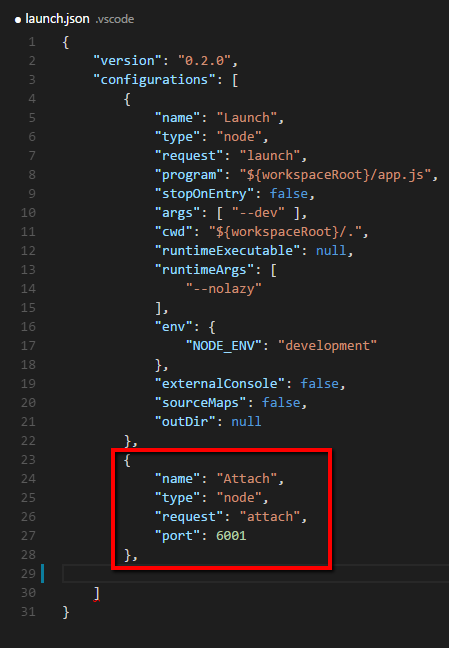 ● launch.json .vscode
1 {
2     "version": "0.2.0",
3     "configurations": [
4         {
5             "name": "Launch",
6             "type": "node",
7             "request": "launch",
8             "program": "${workspaceRoot}/app.js",
9             "stopOnEntry": false,
10             "args": [ "--dev" ],
11             "cwd": "${workspaceRoot}/.",
12             "runtimeExecutable": null,
13             "runtimeArgs": [
14                 "--nolazy"
15             ],
16             "env": {
17                 "NODE_ENV": "development"
18             },
19             "externalConsole": false,
20             "sourceMaps": false,
21             "outDir": null
22         },
23         {
24             "name": "Attach",
25             "type": "node",
26             "request": "attach",
27             "port": 6001
28         },
29
30     ]
31 }